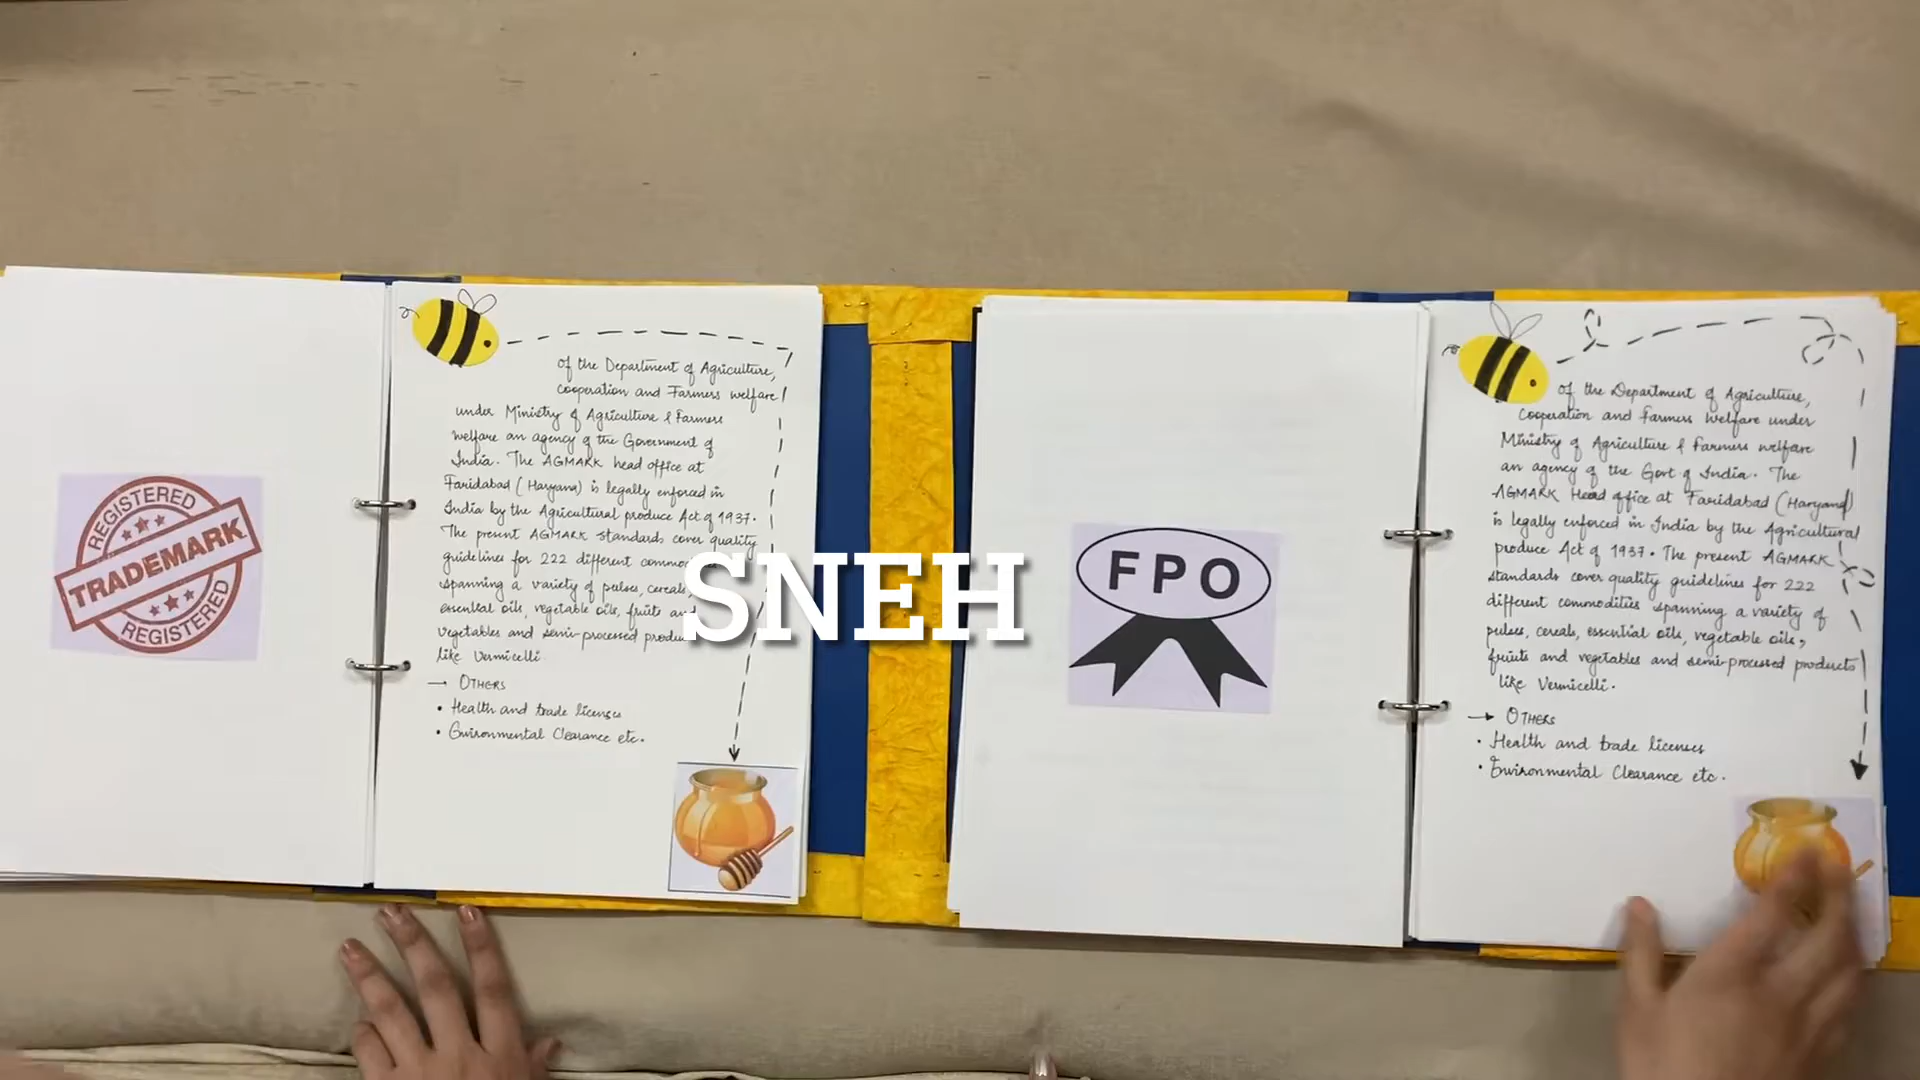 REGISTERED
TRADEMARK
REGISTERED
of the Department of Agriculture,
cooperation and Farmers welfare
under Ministry of Agriculture & Farmers
welfare an agency of the Government of
India. The AGMARK head office at
Faridabad (Haryana) is legally enforced in
India by the Agricultural produce Act of 1937.
The present AGMARK standards cover quality
guidelines for 222 different
spanning a variety of pulses, cereals,
essential oils, vegetable oils, fruits and
vegetables and semi-processed
like Vermicelli.
→ OTHERS
• Health and trade licenses
• Environmental Clearance etc.
SNEH
FPO
of the Department of Agriculture,
Cooperation and Farmers Welfare under
Ministry of Agriculture & Farmers welfare
an agency of the Govt of India. The
AGMARK Head office at Faridabad (Haryana)
is legally enforced in India by the Agricultural
produce Act of 1937. The present AGMARK
standards cover quality guidelines for 222
different commodities spanning a variety of
pulses, cereals, essential oils, vegetable oils,
fruits and vegetables and semi-processed products
like Vermicelli.
→ OTHERS
• Health and trade licenses
• Environmental Clearance etc.